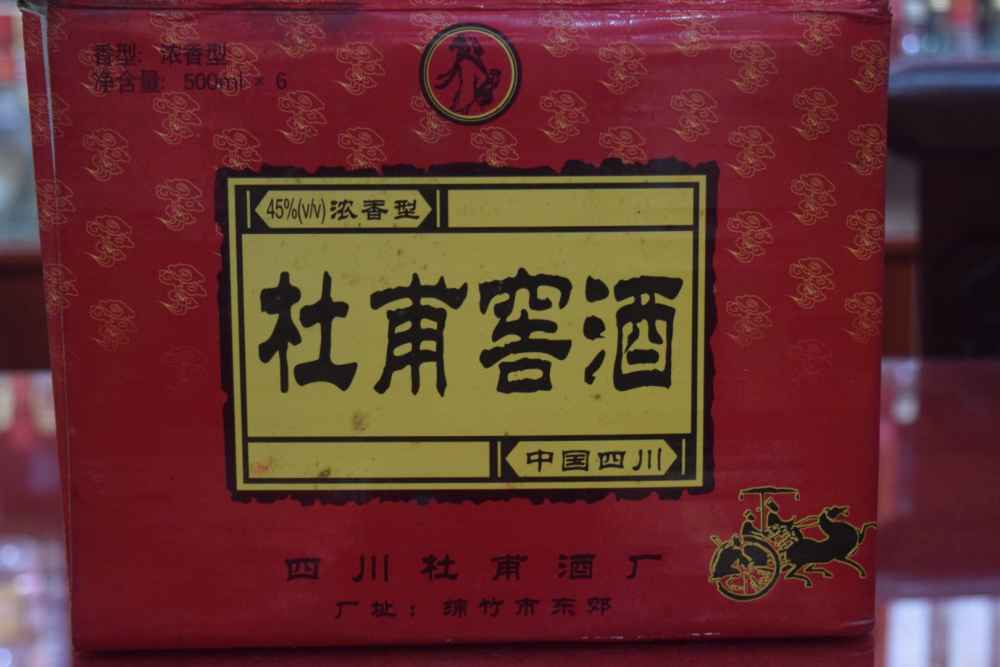 香型: 浓香型
净含量: 500ml × 6
45%(v/v)浓香型
杜甫窖酒
中国四川
四川杜甫酒厂
厂址：绵竹市东郊